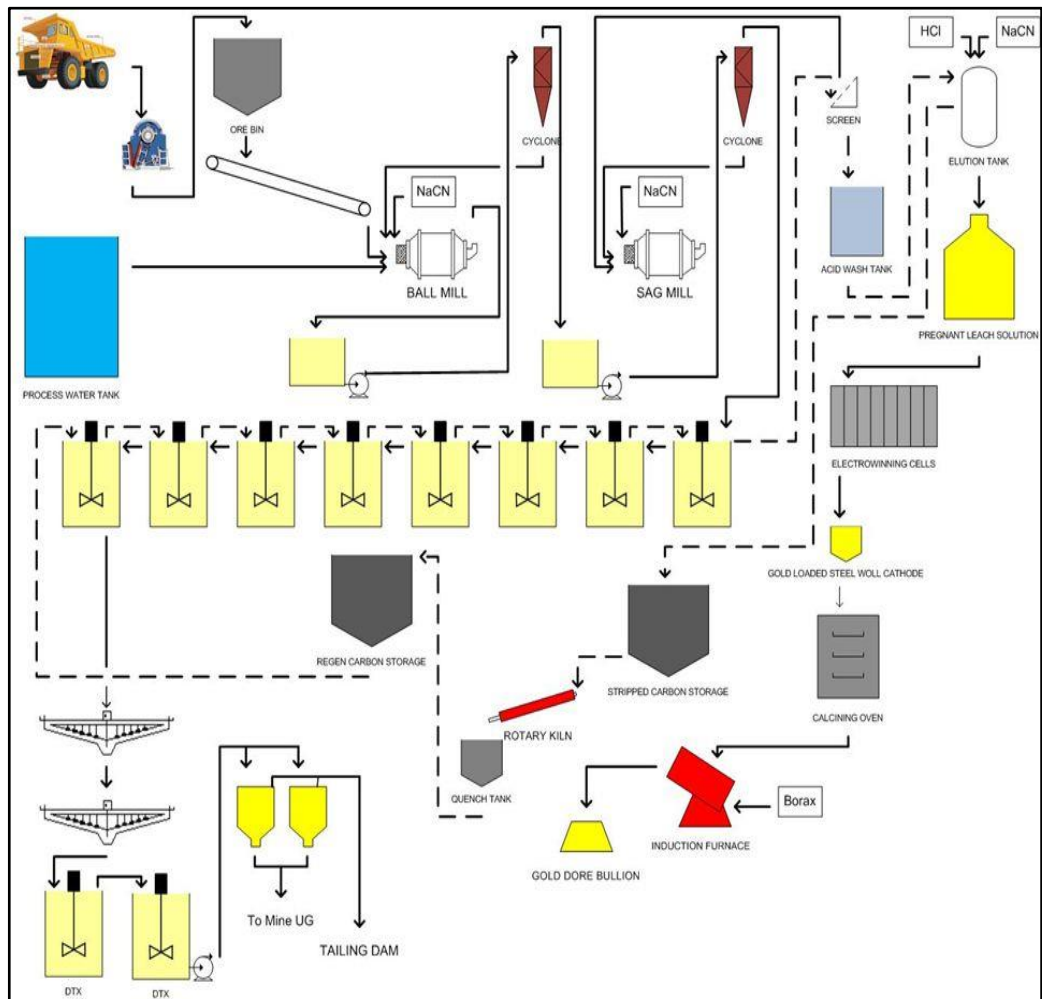 HCl
NaCN
ORE BIN
CYCLONE
CYCLONE
SCREEN
ELUTION TANK
NaCN
NaCN
ACID WASH TANK
BALL MILL
SAG MILL
PREGNANT LEACH SOLUTION
PROCESS WATER TANK
ELECTROWINNING CELLS
GOLD LOADED STEEL WOLL CATHODE
REGEN CARBON STORAGE
STRIPPED CARBON STORAGE
CALCINING OVEN
ROTARY KILN
QUENCH TANK
Borax
INDUCTION FURNACE
GOLD DORE BULLION
To Mine UG
TAILING DAM
DTX
DTX